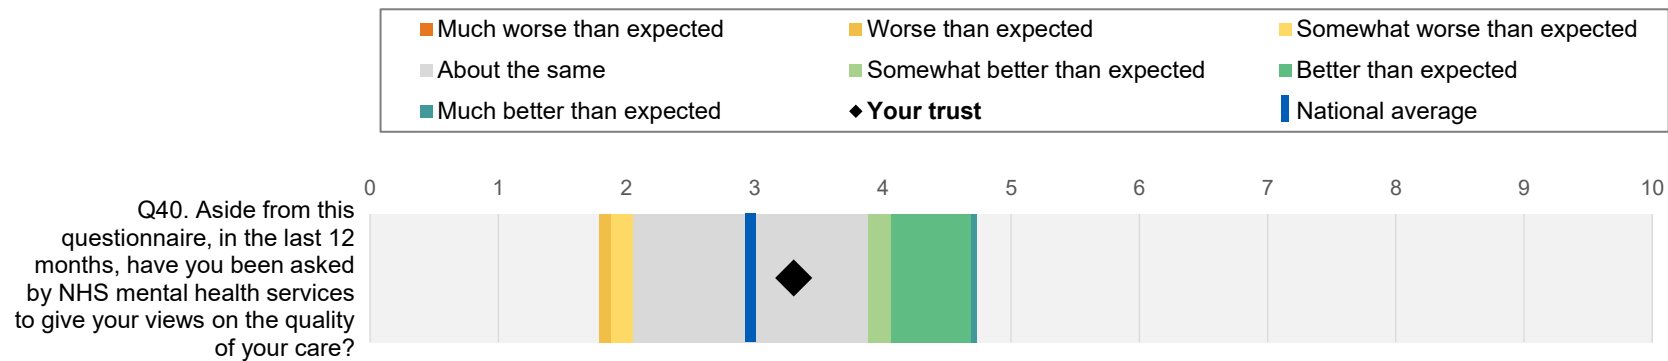 Much worse than expected
Worse than expected
Somewhat worse than expected
About the same
Somewhat better than expected
Better than expected
Much better than expected
Your trust
National average
0 1 2 3 4 5 6 7 8 9 10
Q40. Aside from this
questionnaire, in the last 12
months, have you been asked
by NHS mental health services
to give your views on the quality
of your care?